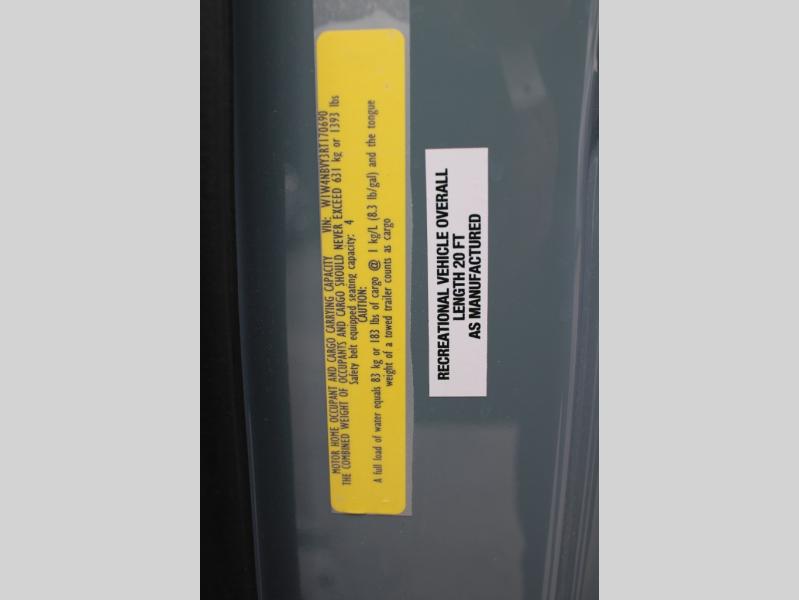 MOTOR HOME OCCUPANT AND CARGO CARRYING CAPACITY VIN: W1W4NBVY3RT170690
THE COMBINED WEIGHT OF OCCUPANTS AND CARGO SHOULD NEVER EXCEED 631 kg or 1393 lbs
Safety belt equipped seating capacity: 4
CAUTION:
A full load of water equals 83 kg or 183 lbs of cargo @ 1 kg/L (8.3 lb/gal) and the tongue
weight of a towed trailer counts as cargo
RECREATIONAL VEHICLE OVERALL
LENGTH 20 FT
AS MANUFACTURED